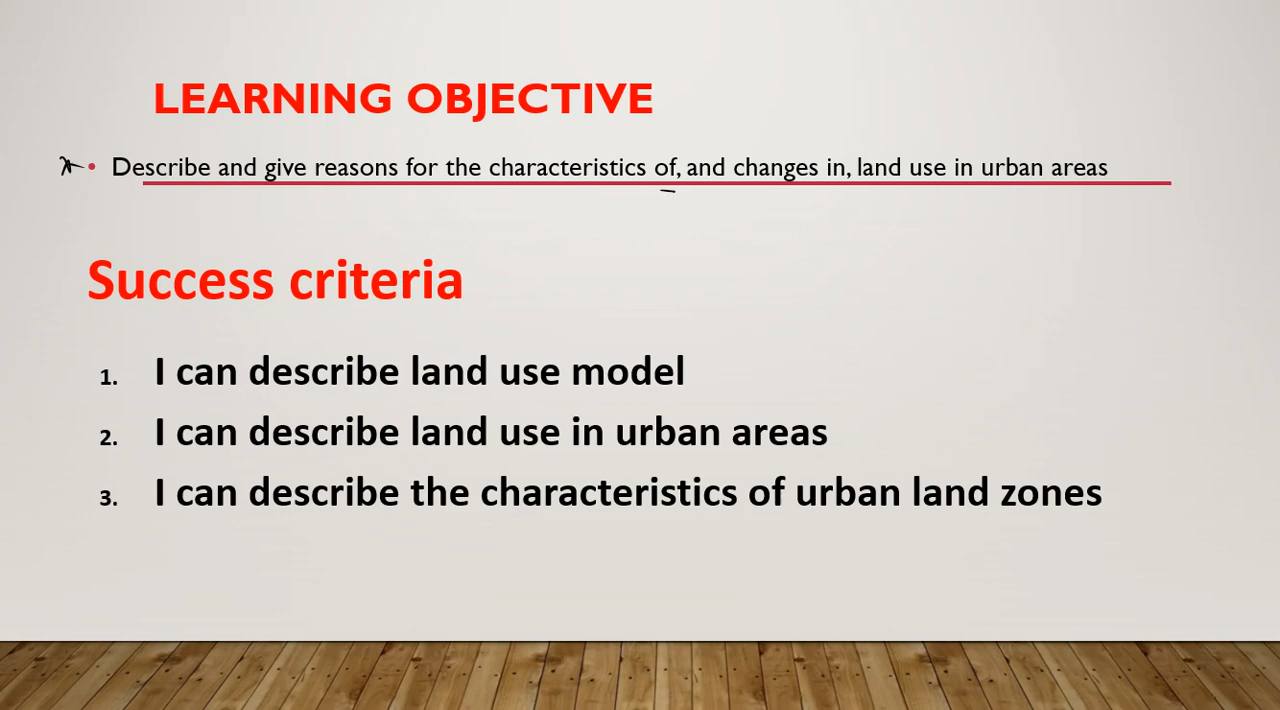 LEARNING OBJECTIVE
• Describe and give reasons for the characteristics of, and changes in, land use in urban areas
Success criteria
1. I can describe land use model
2. I can describe land use in urban areas
3. I can describe the characteristics of urban land zones